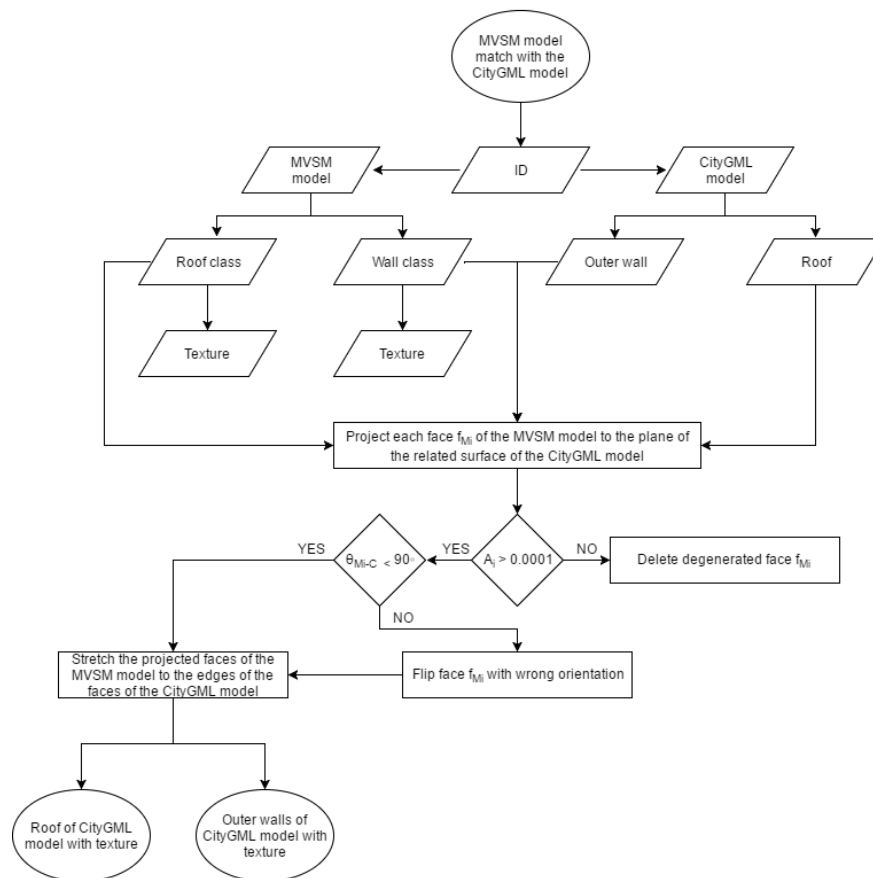 MVSM model
match with the
CityGML model
MVSM
model
ID
CityGML
model
Roof class
Wall class
Outer wall
Roof
Texture
Texture
Project each face fMi of the MVSM model to the plane of
the related surface of the CityGML model
YES
θMi-C < 90◦
YES
Ai > 0.0001
NO
Delete degenerated face fMi
NO
Stretch the projected faces of the
MVSM model to the edges of the
faces of the CityGML model
Flip face fMi with wrong orientation
Roof of CityGML
model with texture
Outer walls of
CityGML model with
texture